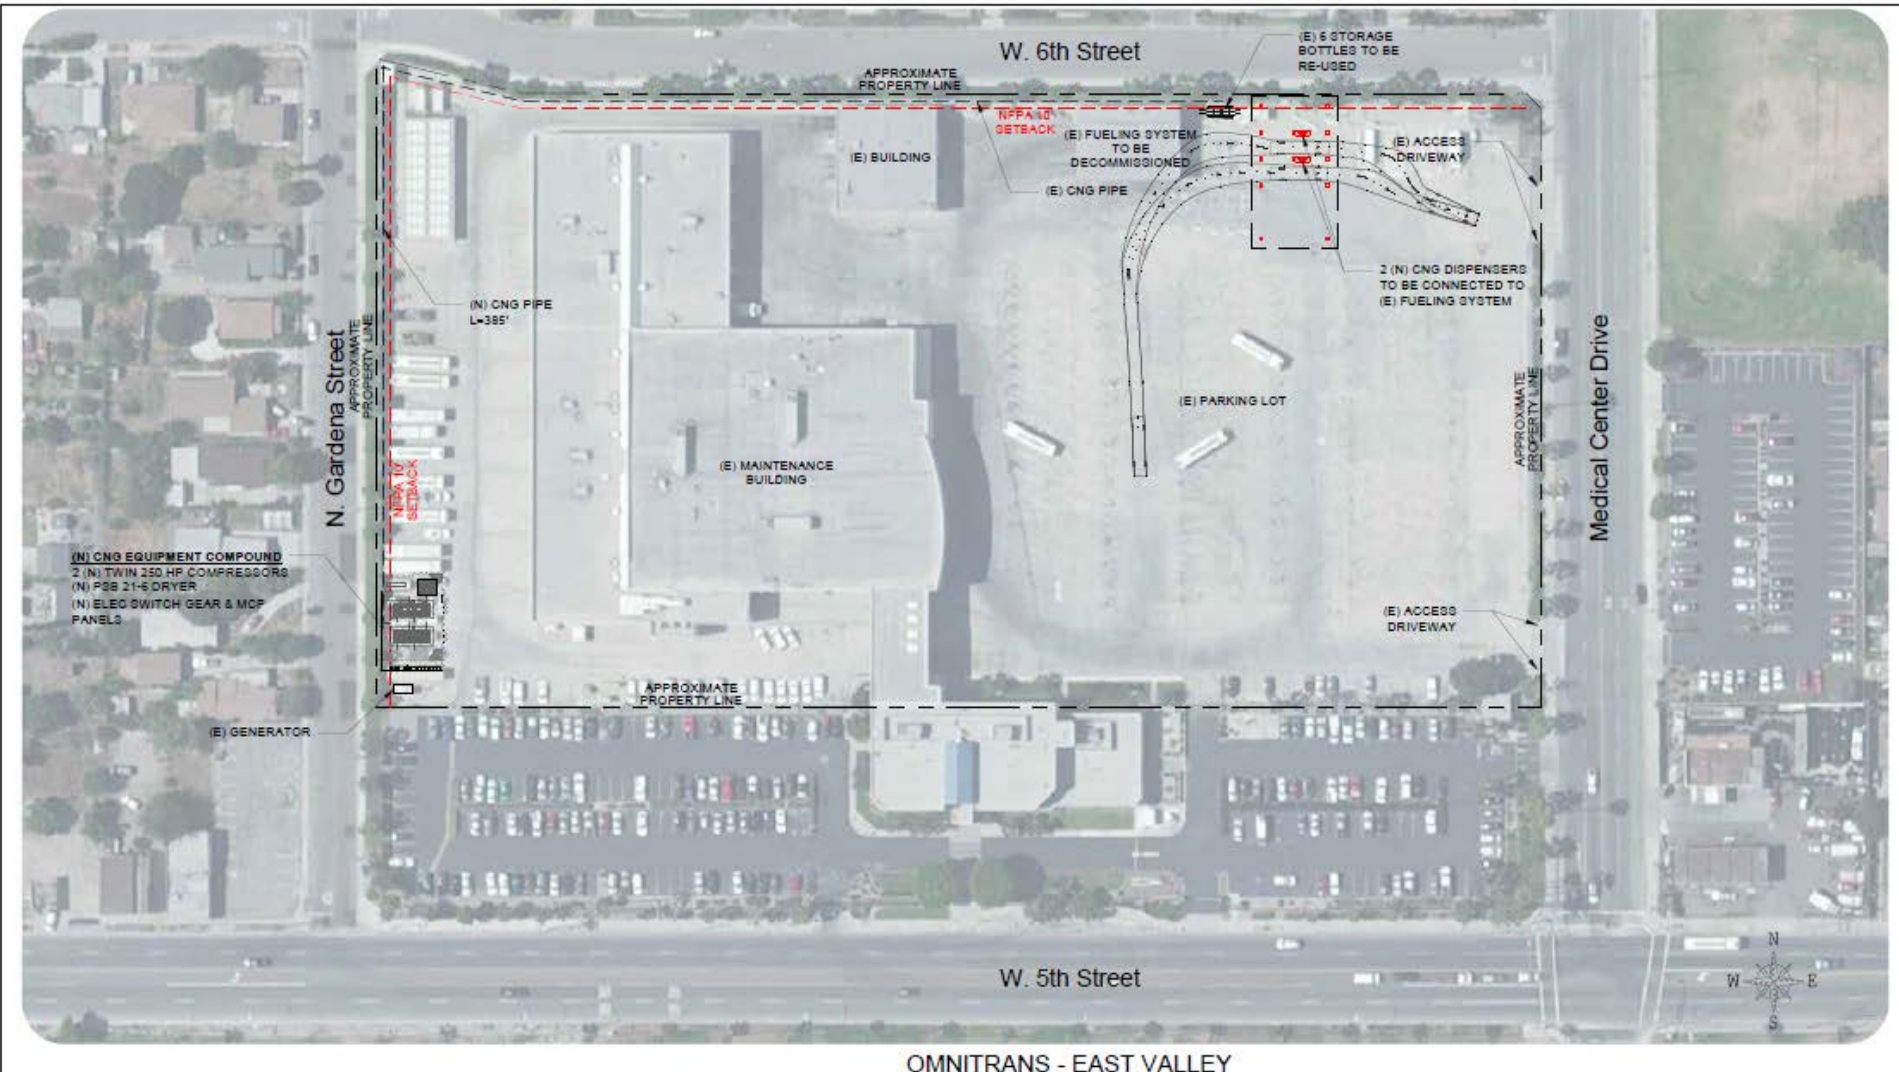 W. 6th Street
(E) 6 STORAGE
BOTTLES TO BE
RE-USED
APPROXIMATE
PROPERTY LINE
NFPA 10'
SETBACK
(E) FUELING SYSTEM
TO BE
DECOMMISSIONED
(E) ACCESS
DRIVEWAY
(E) BUILDING
(E) CNG PIPE
2 (N) CNG DISPENSERS
TO BE CONNECTED TO
(E) FUELING SYSTEM
(N) CNG PIPE
L=385'
N. Gardena Street
APPROXIMATE
PROPERTY LINE
Medical Center Drive
APPROXIMATE
PROPERTY LINE
(E) PARKING LOT
(E) MAINTENANCE
BUILDING
NFPA 10'
SETBACK
(N) CNG EQUIPMENT COMPOUND
2 (N) TWIN 250 HP COMPRESSORS
(N) PSB 21-6 DRYER
(N) ELEC SWITCH GEAR & MCP
PANELS
(E) ACCESS
DRIVEWAY
APPROXIMATE
PROPERTY LINE
(E) GENERATOR
W. 5th Street
N
W E
S
OMNITRANS - EAST VALLEY